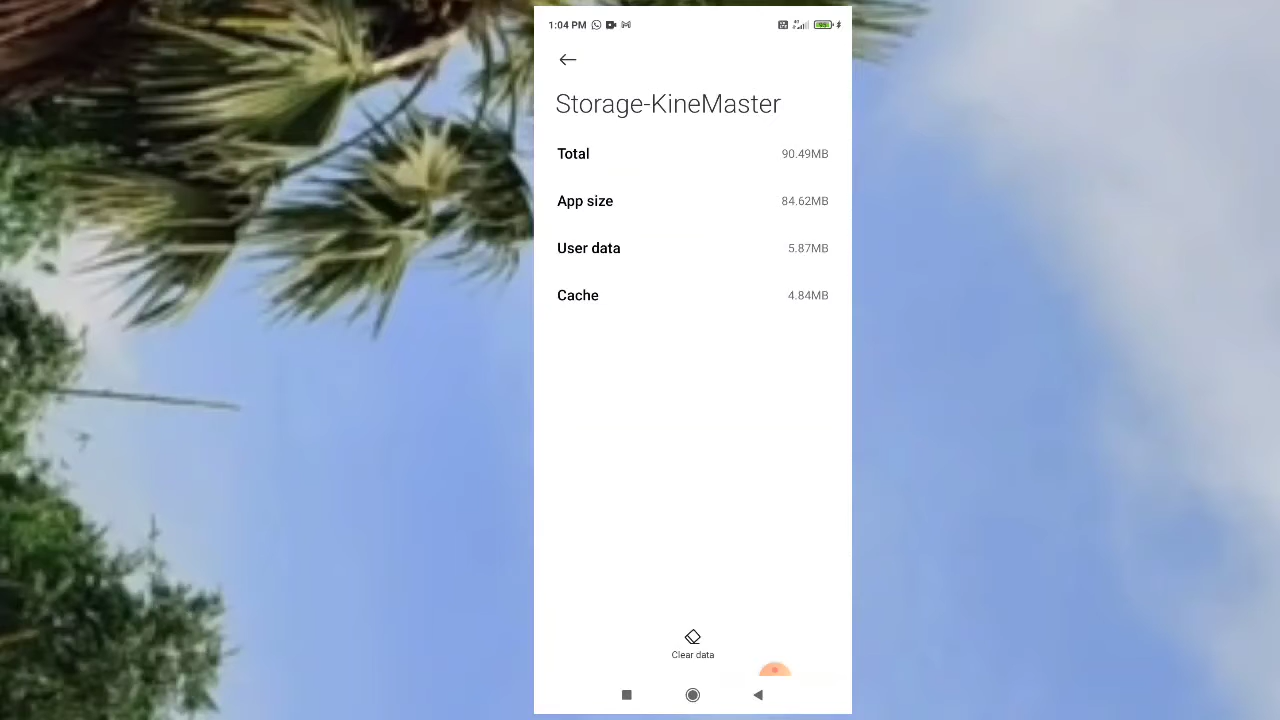 1:04 PM
Storage-KineMaster
Total 90.49MB
App size 84.62MB
User data 5.87MB
Cache 4.84MB
Clear data